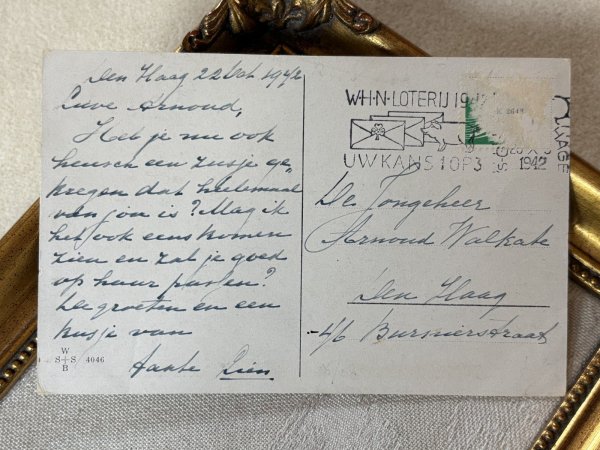 Den Haag 22 Oct 1942
Lieve Arnoud,
Heb je nu ook
heusch een zusje ge-
kregen dat heelemaal
van jou is? Mag ik
het ook eens komen
zien en zal je goed
op haar passen?
De groeten en een
kusje van
Tante Lien
W
S+S 4046
B
W·H·N·LOTERIJ 1942
UW KANS 1 OP 3
1942
De Jongeheer
Arnoud Walkate
Den Haag
46 Burnierstraat